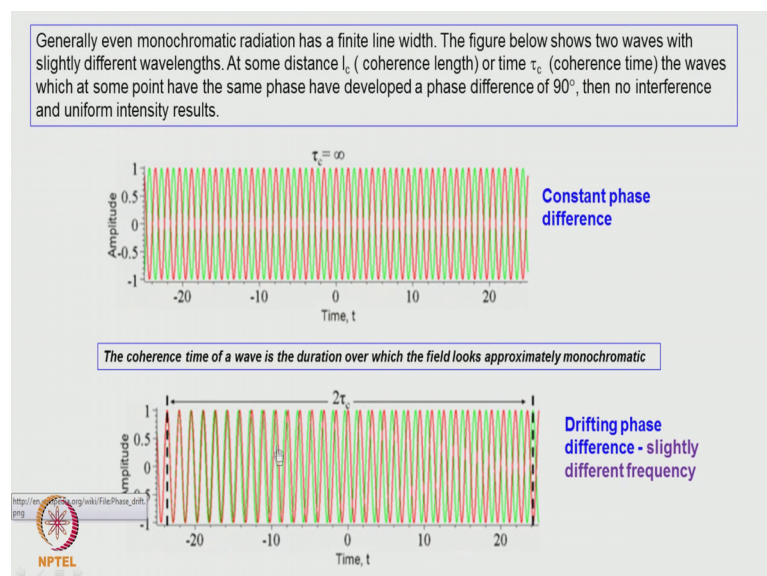 Generally even monochromatic radiation has a finite line width. The figure below shows two waves with
slightly different wavelengths. At some distance lc ( coherence length) or time τc (coherence time) the waves
which at some point have the same phase have developed a phase difference of 90°, then no interference
and uniform intensity results.
τc= ∞
1
0.5
0
-0.5
-1
Amplitude
-20 -10 0 10 20
Time, t
Constant phase
difference
The coherence time of a wave is the duration over which the field looks approximately monochromatic
2τc
1
0.5
0
-1
-20 -10 0 10 20
Time, t
Drifting phase
difference - slightly
different frequency
png
NPTEL